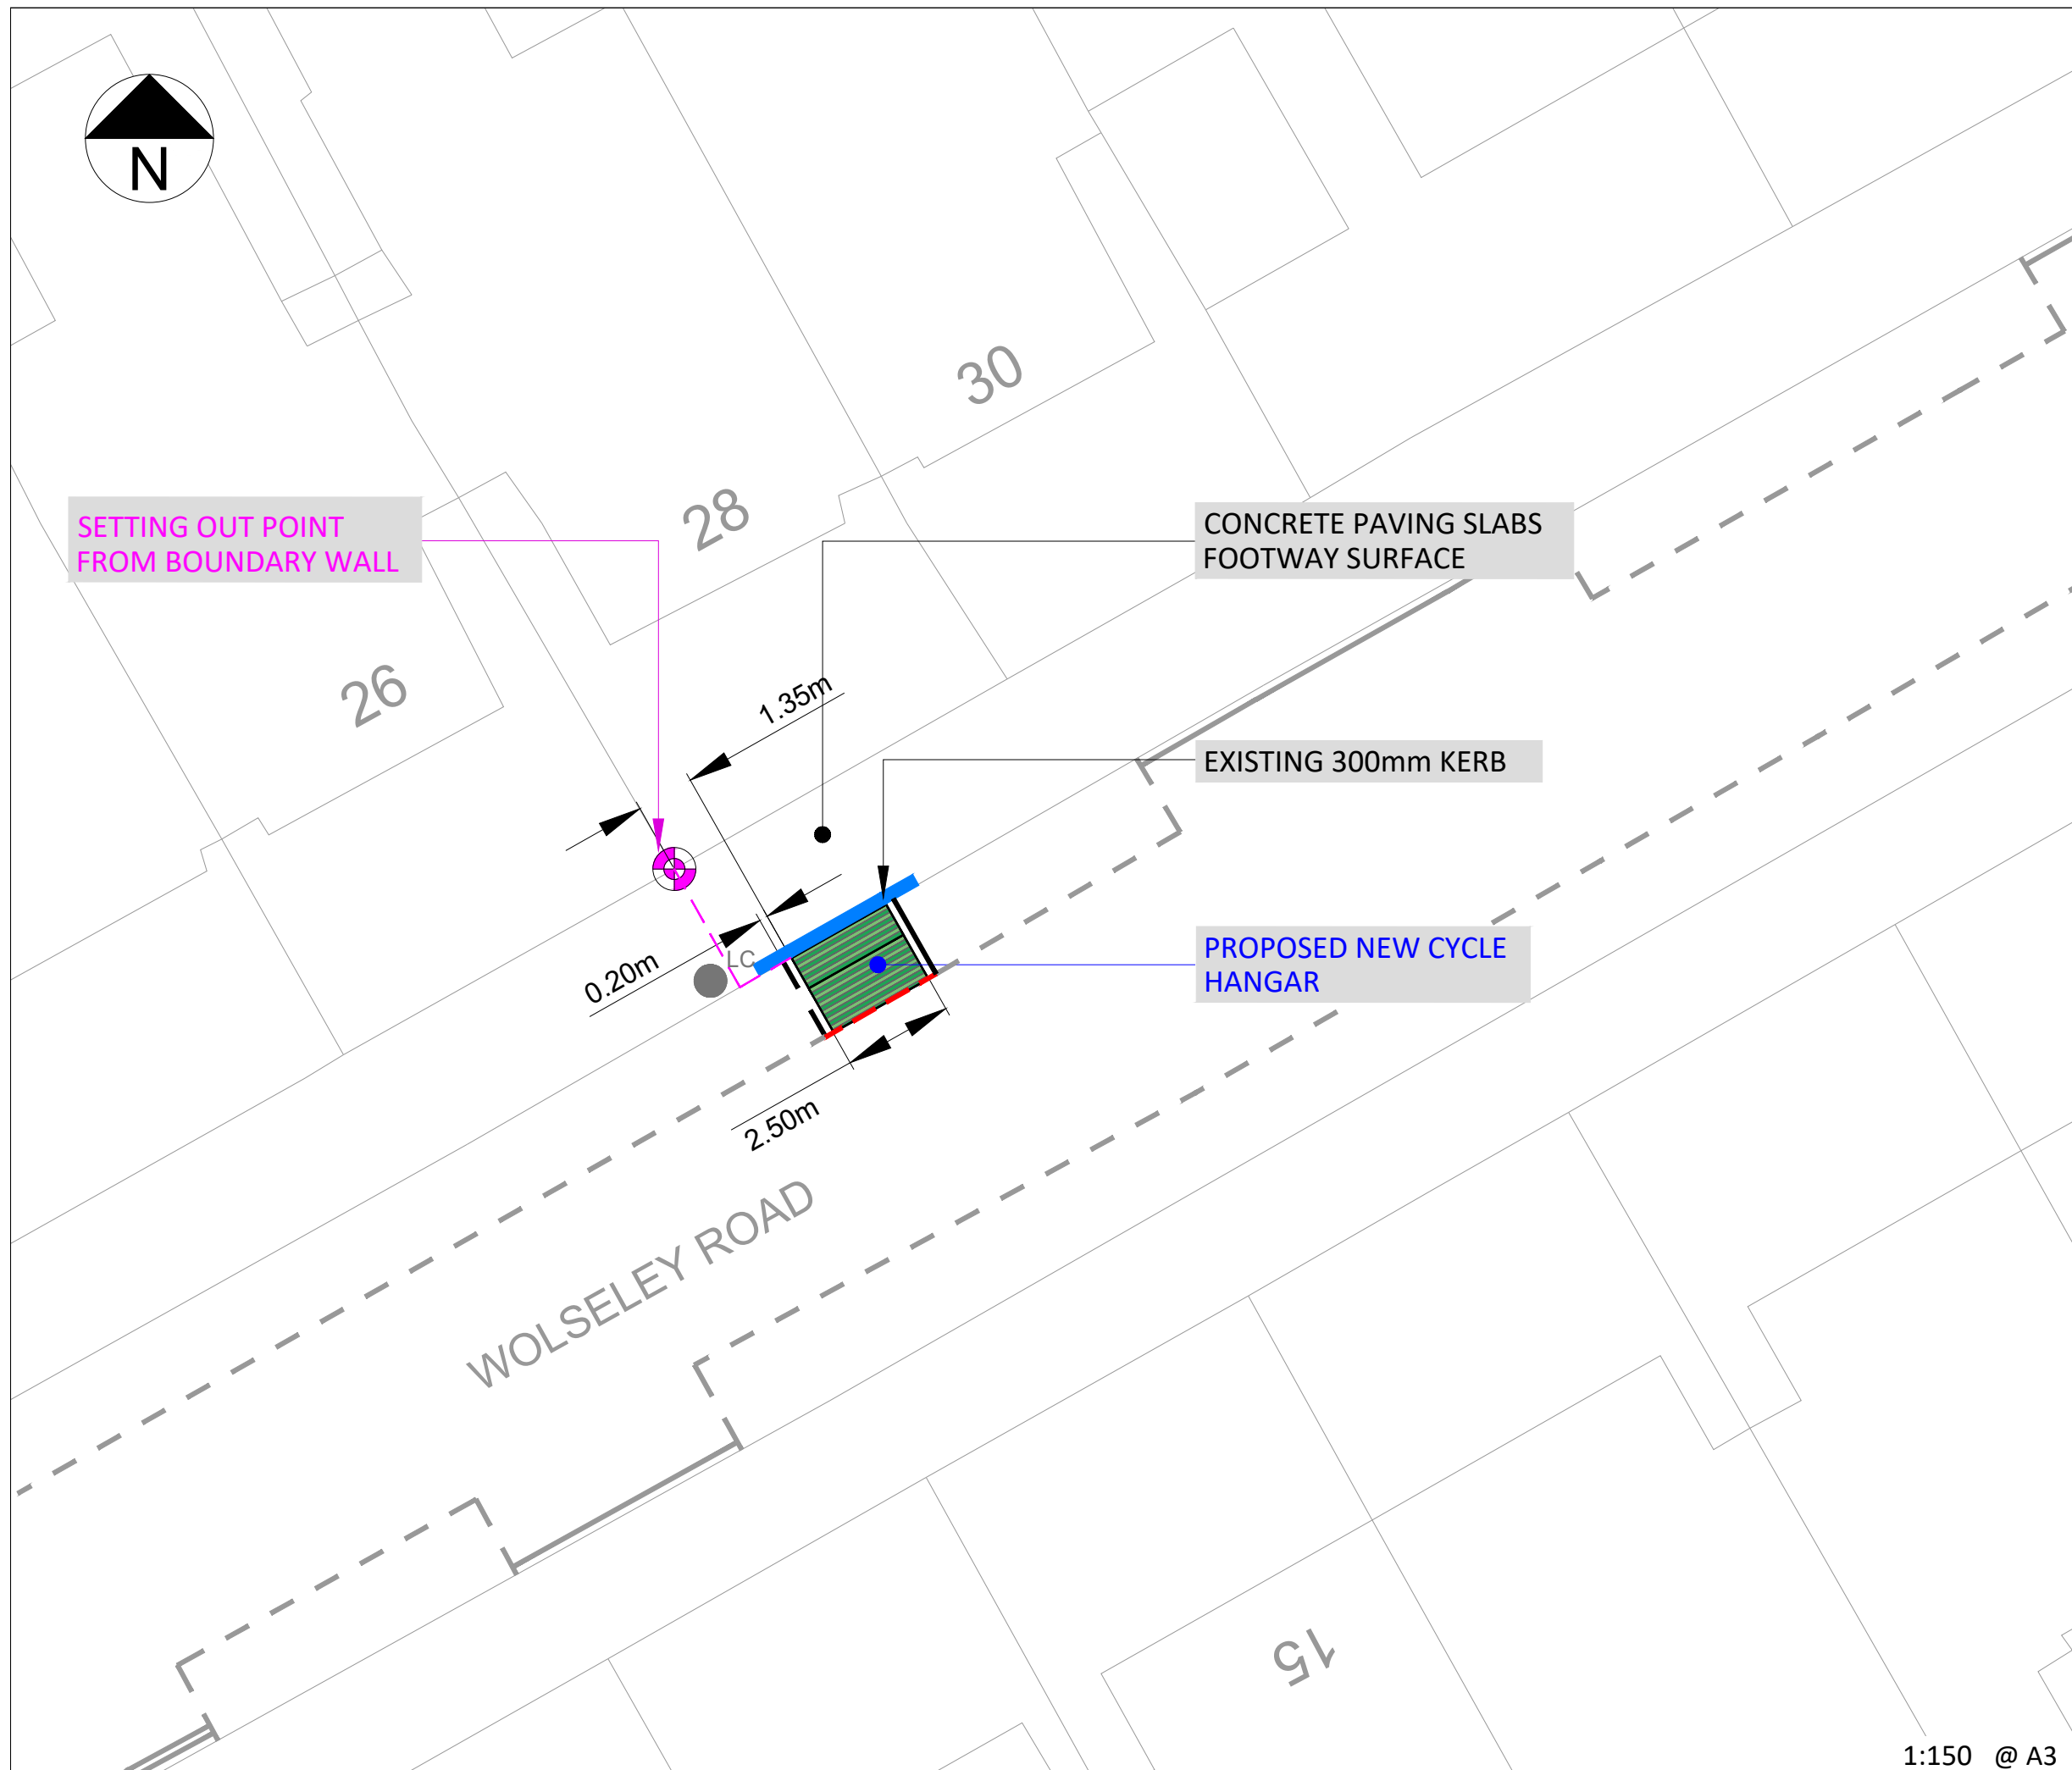 N
30
28
SETTING OUT POINT
FROM BOUNDARY WALL
CONCRETE PAVING SLABS
FOOTWAY SURFACE
26
1.35m
EXISTING 300mm KERB
LC
0.20m
PROPOSED NEW CYCLE
HANGAR
2.50m
WOLSELEY ROAD
15
1:150 @ A3